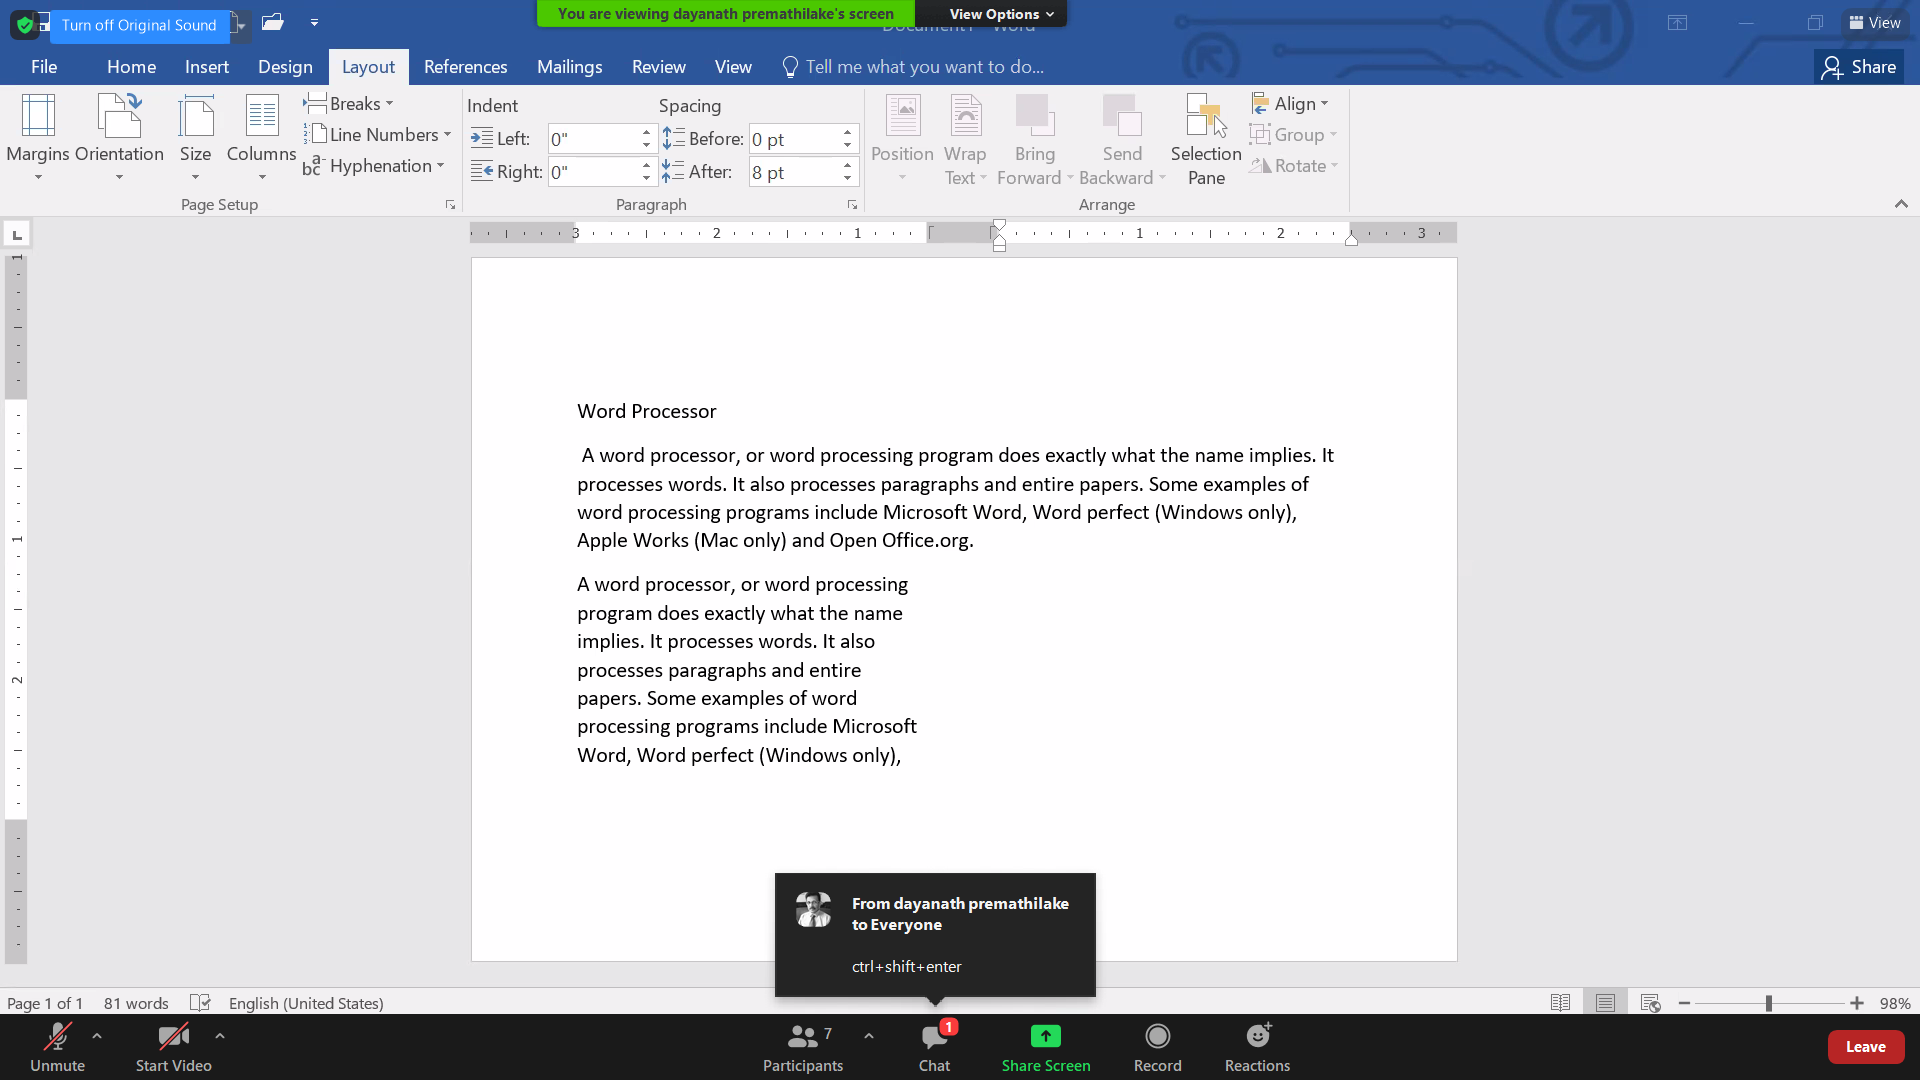 Turn off Original Sound
You are viewing dayanath premathilake's screen
View Options
View
File
Home
Insert
Design
Layout
References
Mailings
Review
View
Tell me what you want to do...
Share
Margins
Orientation
Size
Columns
Breaks
Line Numbers
Hyphenation
Page Setup
Indent
Spacing
Left: 0"
Right: 0"
Before: 0 pt
After: 8 pt
Paragraph
Position
Wrap Text
Bring Forward
Send Backward
Selection Pane
Align
Group
Rotate
Arrange
3 2 1 1 2 3
1
1
2
Word Processor
A word processor, or word processing program does exactly what the name implies. It
processes words. It also processes paragraphs and entire papers. Some examples of
word processing programs include Microsoft Word, Word perfect (Windows only),
Apple Works (Mac only) and Open Office.org.
A word processor, or word processing
program does exactly what the name
implies. It processes words. It also
processes paragraphs and entire
papers. Some examples of word
processing programs include Microsoft
Word, Word perfect (Windows only),
From dayanath premathilake
to Everyone
ctrl+shift+enter
Page 1 of 1
81 words
English (United States)
98%
Unmute
Start Video
7
Participants
1
Chat
Share Screen
Record
Reactions
Leave